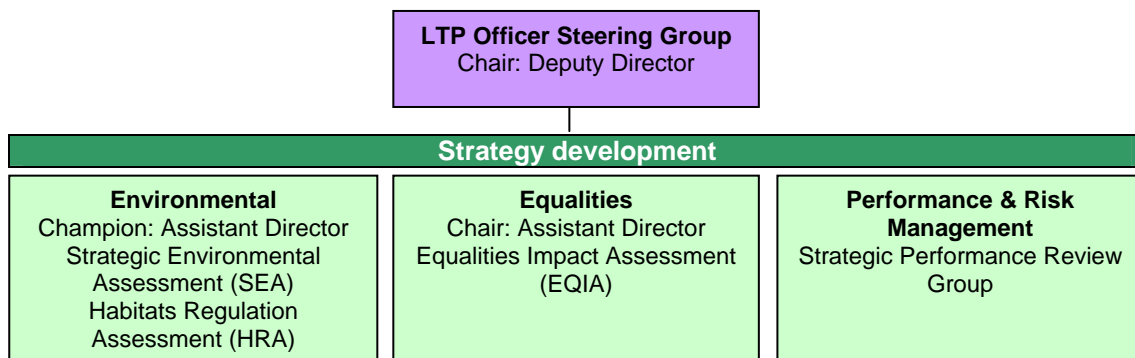 LTP Officer Steering Group
Chair: Deputy Director
Strategy development
Environmental
Champion: Assistant Director
Strategic Environmental
Assessment (SEA)
Habitats Regulation
Assessment (HRA)
Equalities
Chair: Assistant Director
Equalities Impact Assessment
(EQIA)
Performance & Risk
Management
Strategic Performance Review
Group